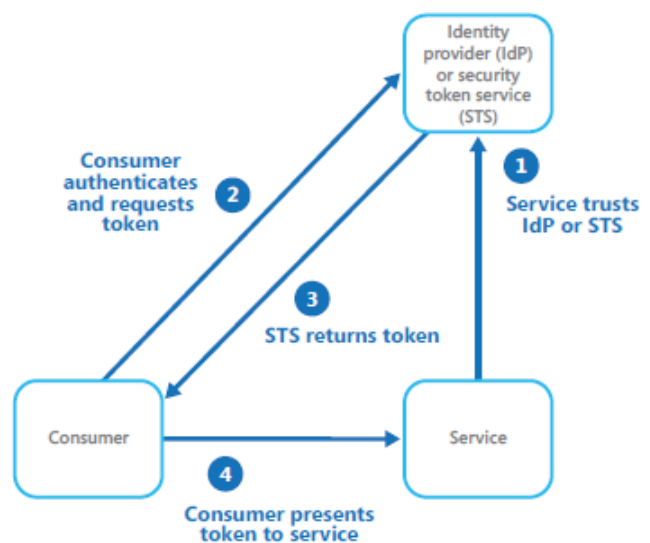 Identity
provider (IdP)
or security
token service
(STS)
1
Service trusts
IdP or STS
Consumer
authenticates
and requests
token
2
3
STS returns token
Consumer
Service
4
Consumer presents
token to service